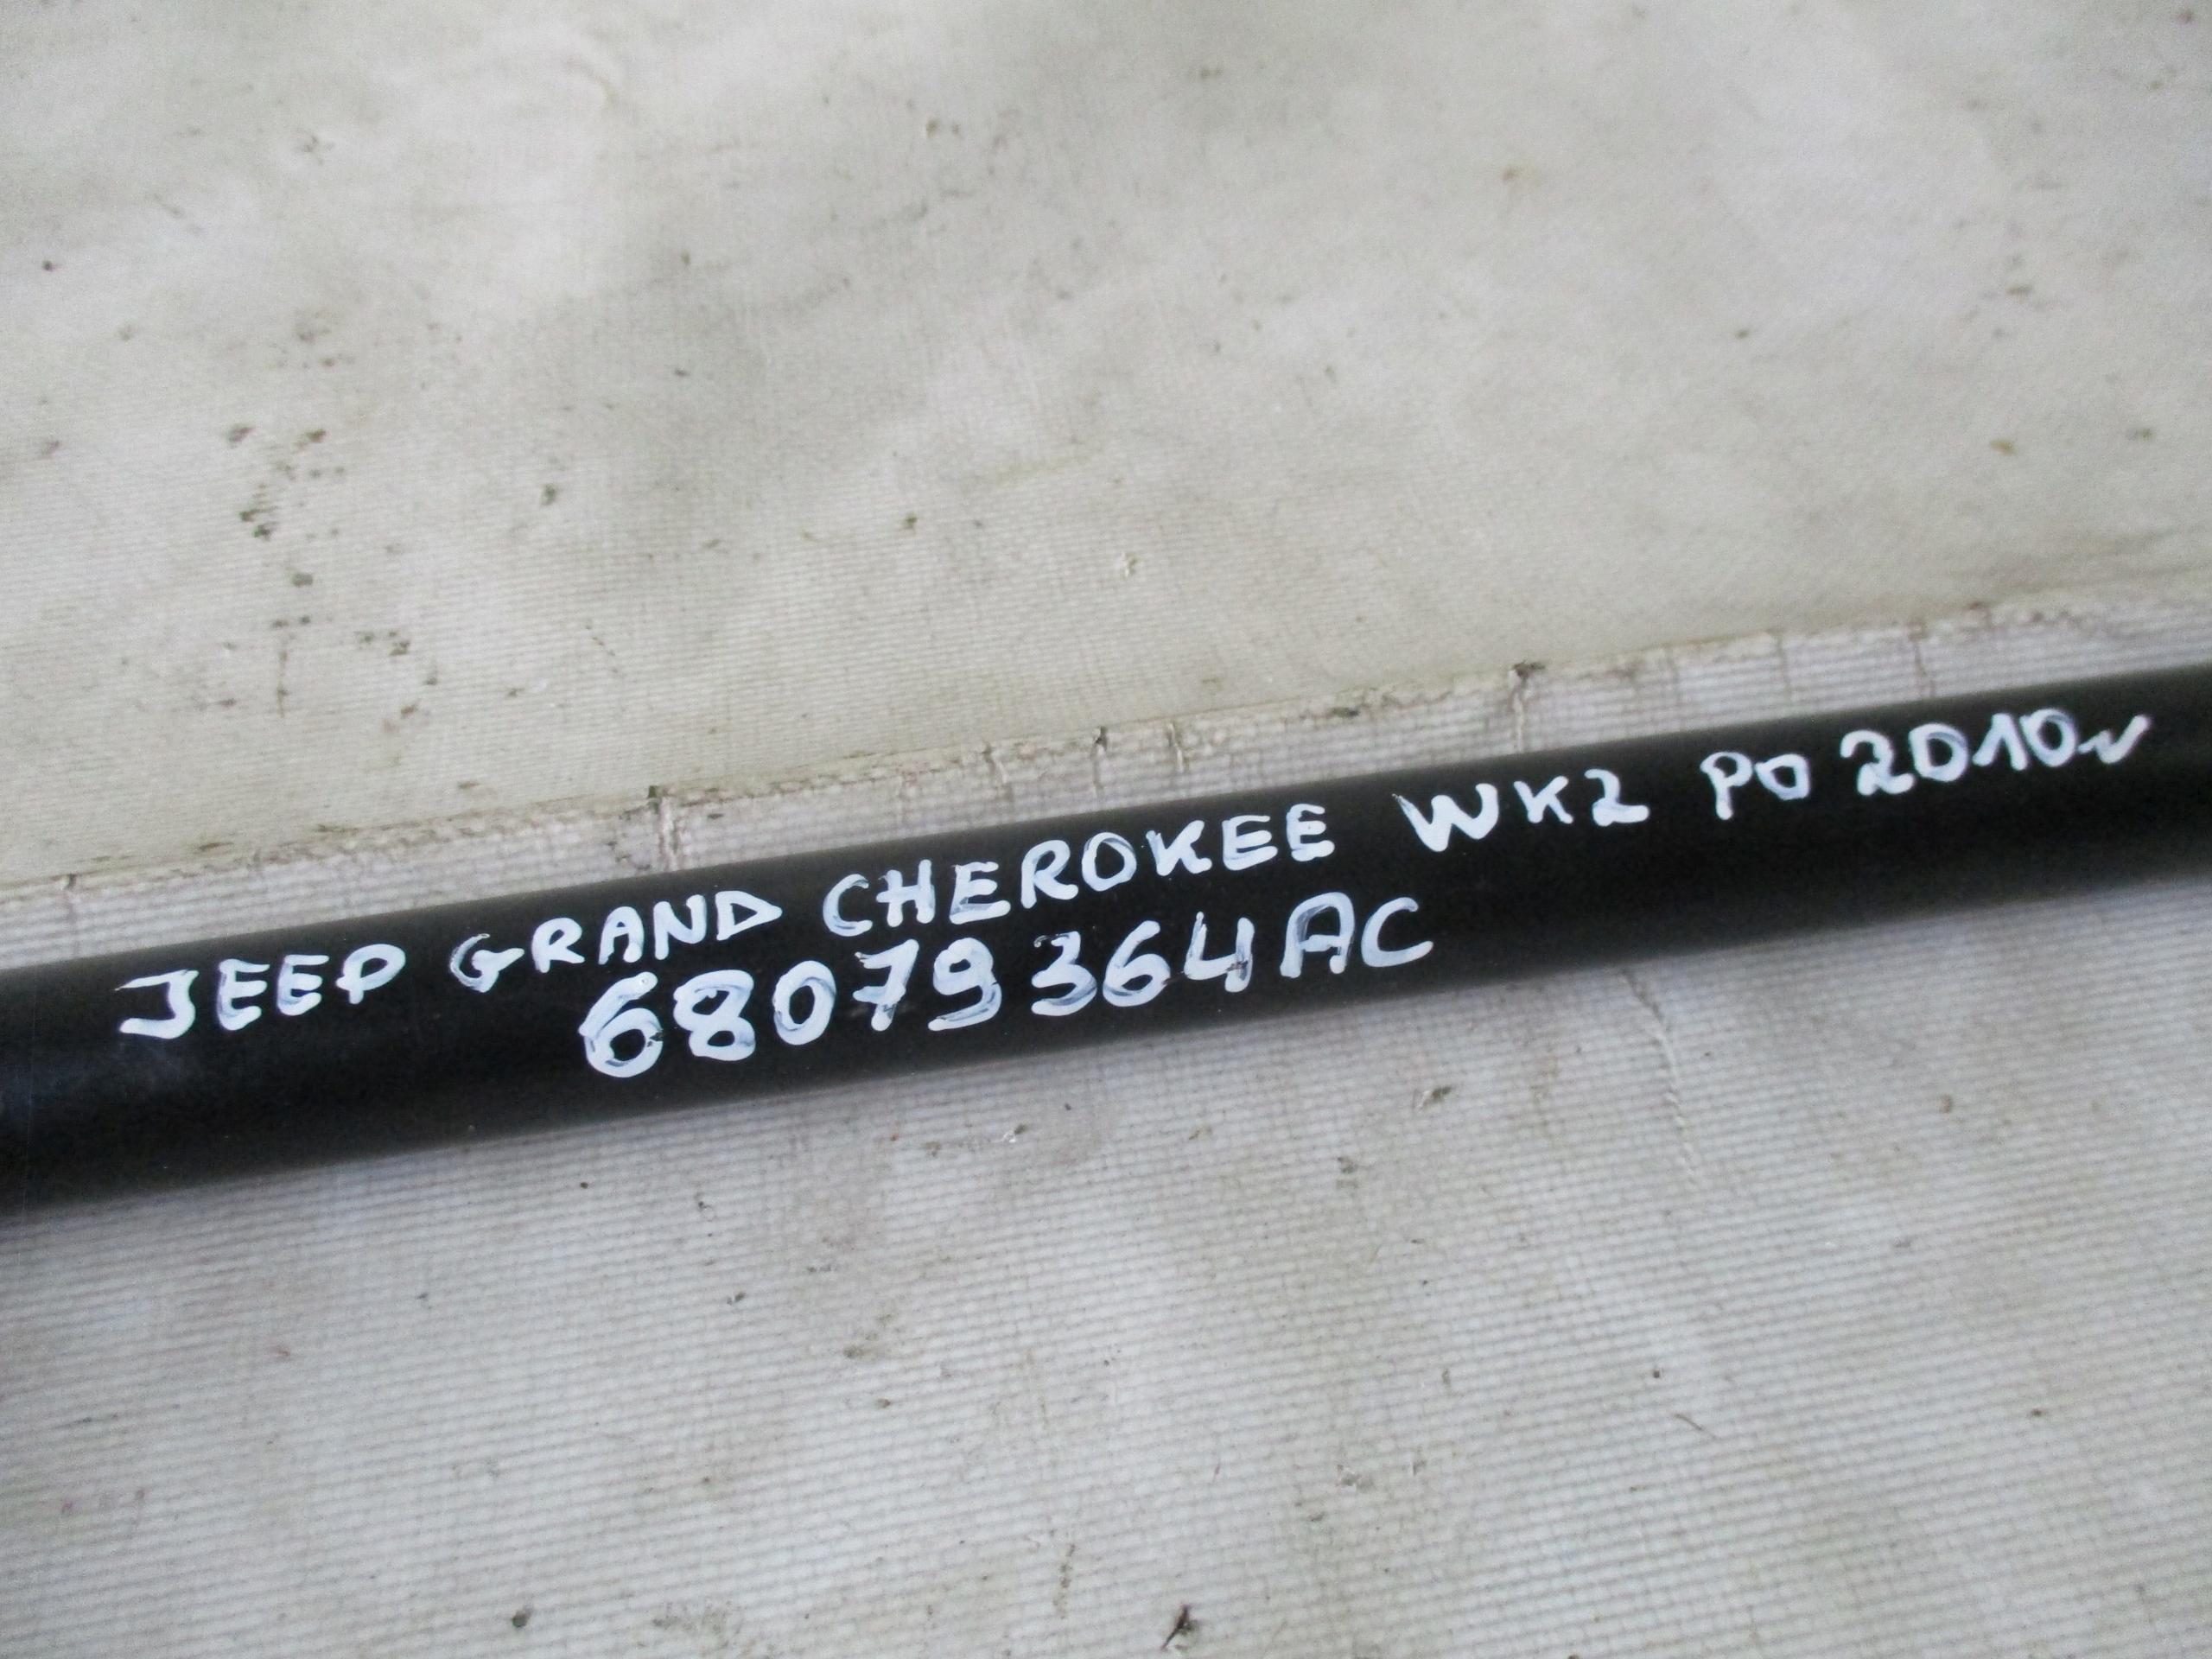 JEEP GRAND CHEROKEE WK2 PO 2010r
68079364AC